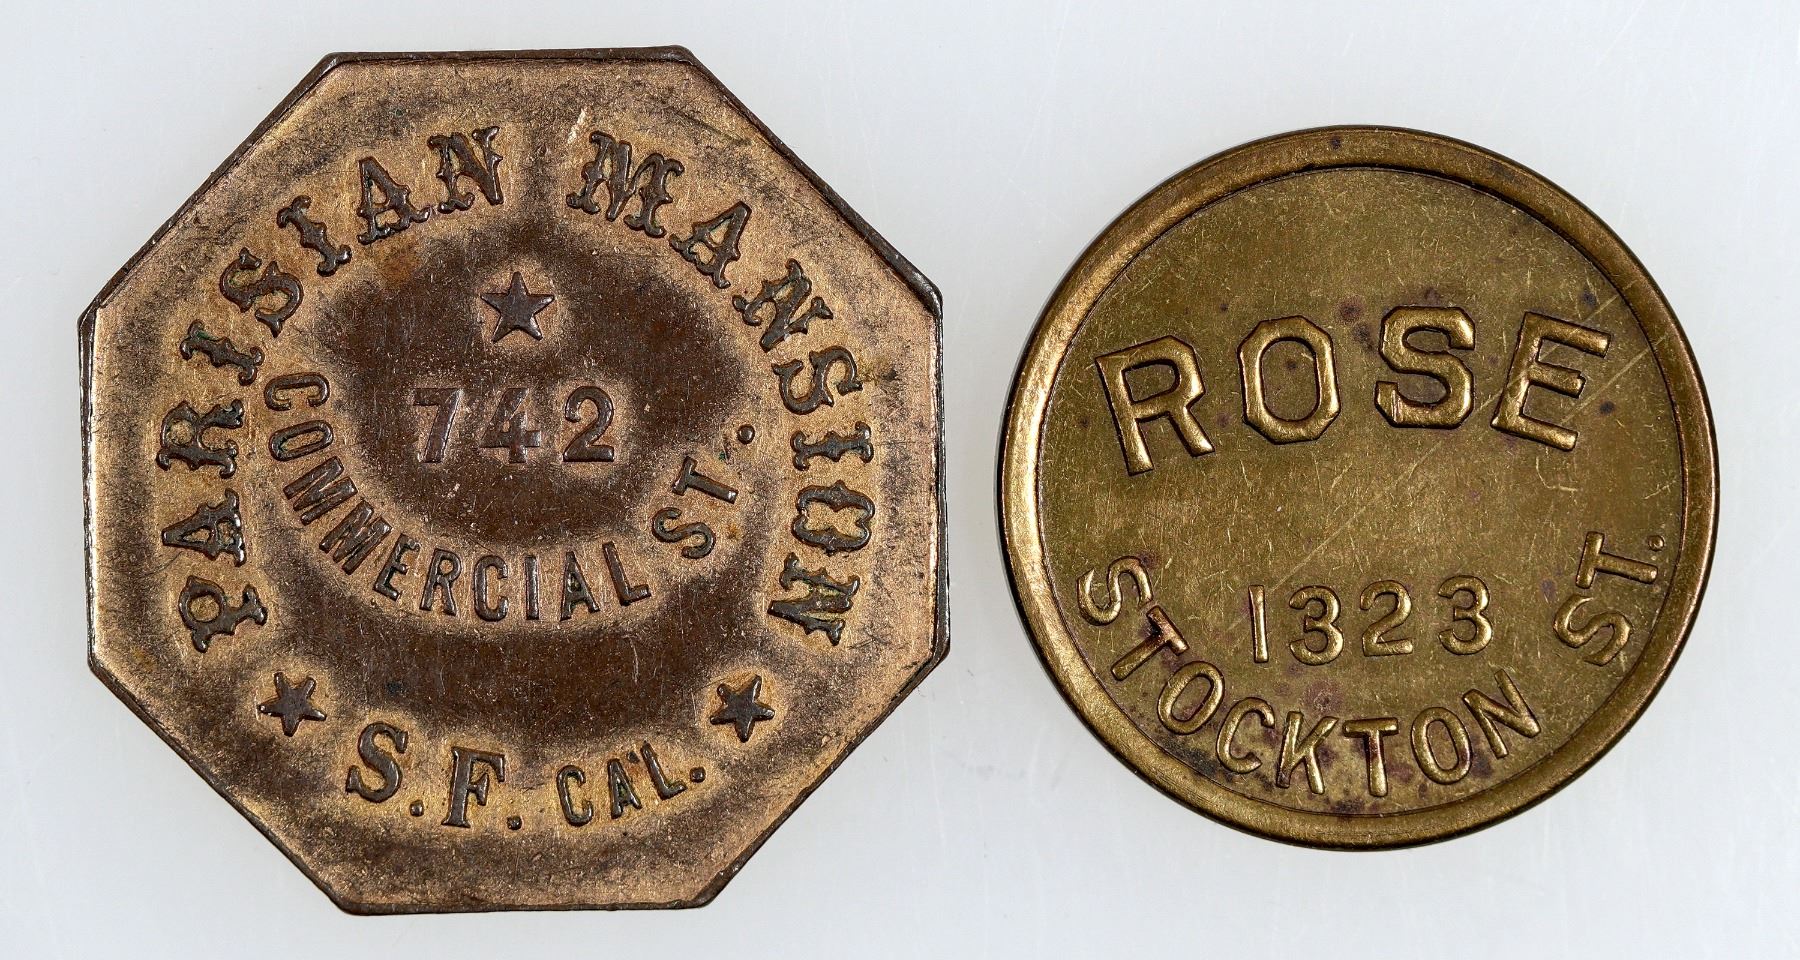 PARISIAN MANSION
742
COMMERCIAL ST.
S.F. CAL.
ROSE
1323
STOCKTON ST.